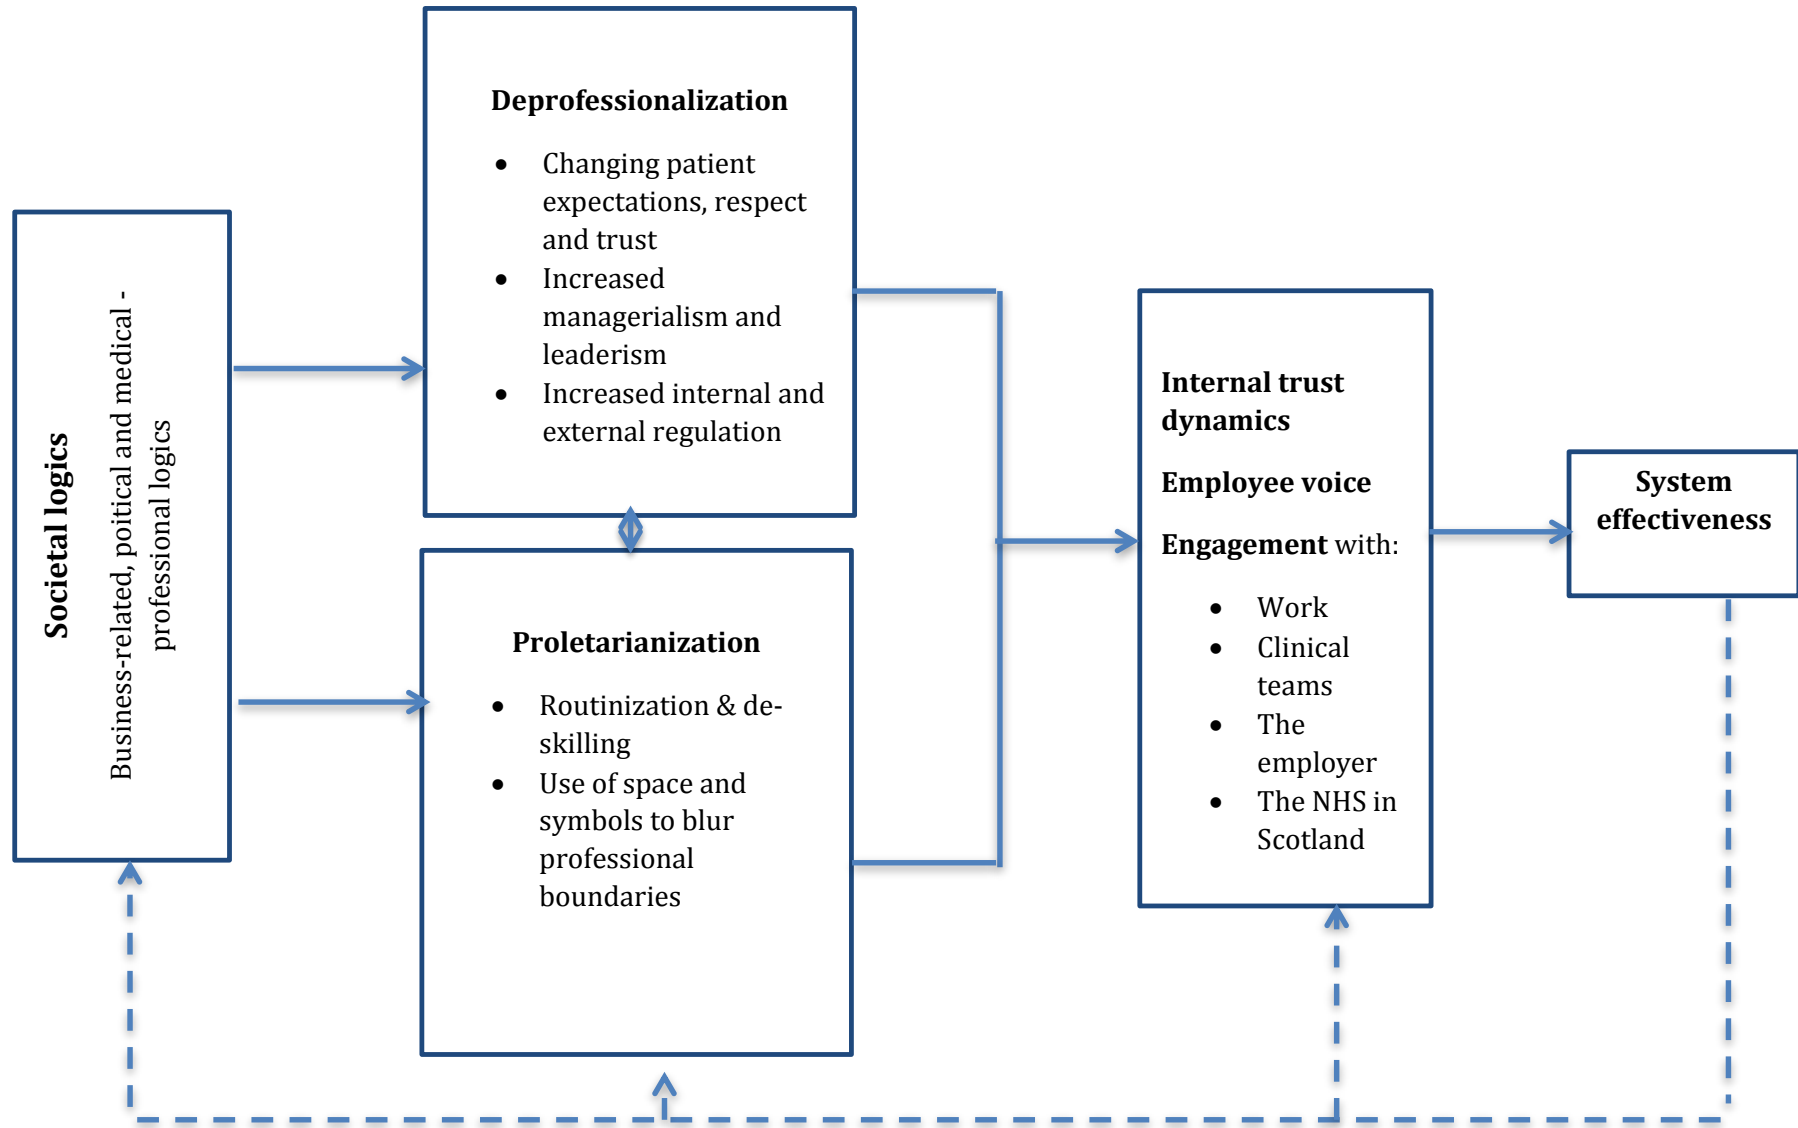 Societal logics
Business-related, poitical and medical -
professional logics
Deprofessionalization
• Changing patient
expectations, respect
and trust
• Increased
managerialism and
leaderism
• Increased internal and
external regulation
Proletarianization
• Routinization & de-
skilling
• Use of space and
symbols to blur
professional
boundaries
Internal trust
dynamics
Employee voice
Engagement with:
• Work
• Clinical
teams
• The
employer
• The NHS in
Scotland
System
effectiveness